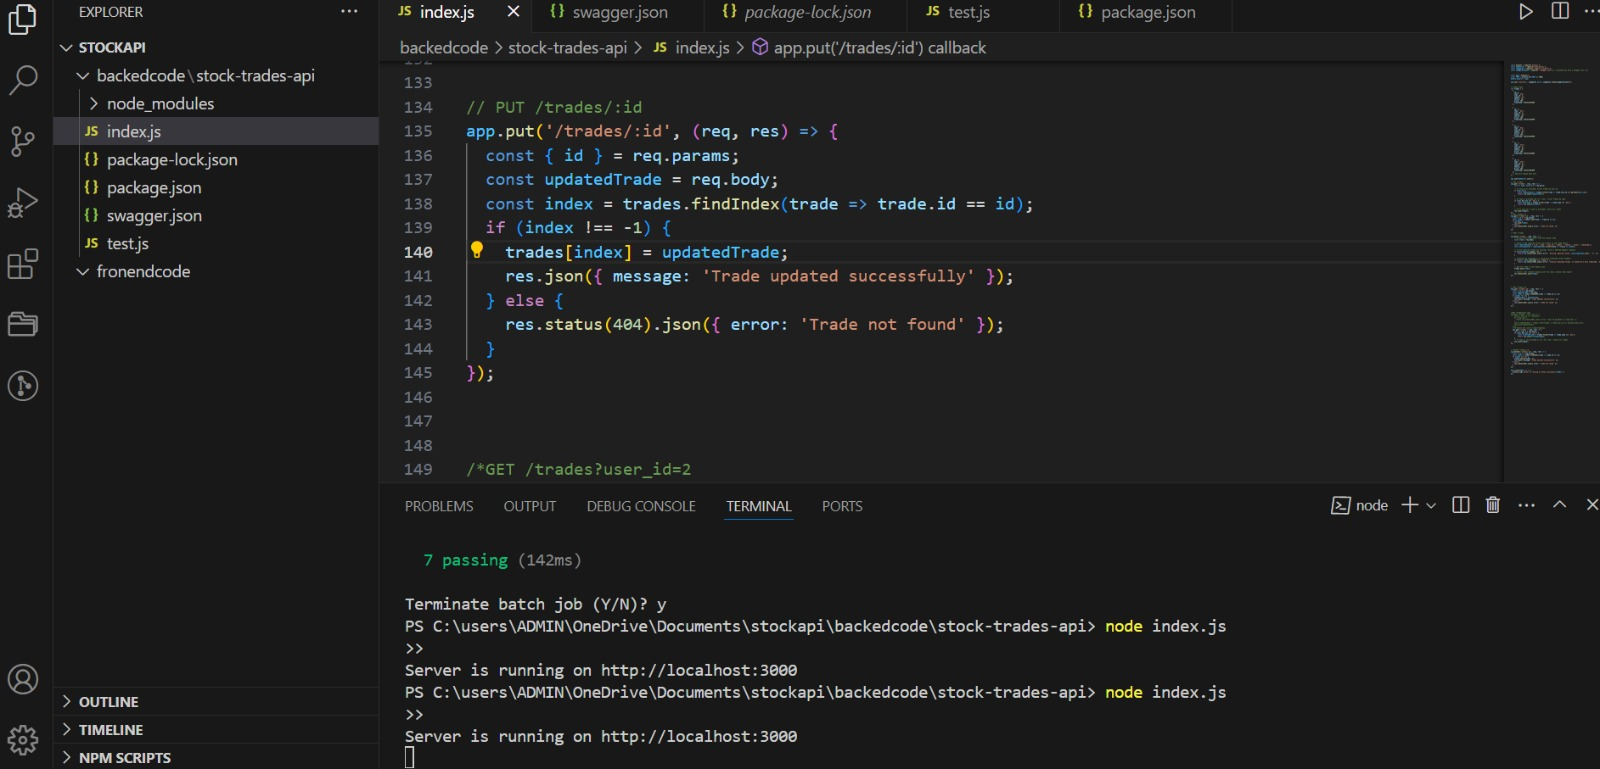 EXPLORER
STOCKAPI
backedcode\stock-trades-api
node_modules
JS index.js
{} package-lock.json
{} package.json
{} swagger.json
JS test.js
fronendcode
OUTLINE
TIMELINE
NPM SCRIPTS
JS index.js
{} swagger.json
{} package-lock.json
JS test.js
{} package.json
backedcode > stock-trades-api > JS index.js > app.put('/trades/:id') callback
132
133
134 // PUT /trades/:id
135 app.put('/trades/:id', (req, res) => {
136 const { id } = req.params;
137 const updatedTrade = req.body;
138 const index = trades.findIndex(trade => trade.id == id);
139 if (index !== -1) {
140 trades[index] = updatedTrade;
141 res.json({ message: 'Trade updated successfully' });
142 } else {
143 res.status(404).json({ error: 'Trade not found' });
144 }
145 });
146
147
148
149 /*GET /trades?user_id=2
PROBLEMS OUTPUT DEBUG CONSOLE TERMINAL PORTS
node
7 passing (142ms)
Terminate batch job (Y/N)? y
PS C:\users\ADMIN\OneDrive\Documents\stockapi\backedcode\stock-trades-api> node index.js
>>
Server is running on http://localhost:3000
PS C:\users\ADMIN\OneDrive\Documents\stockapi\backedcode\stock-trades-api> node index.js
>>
Server is running on http://localhost:3000